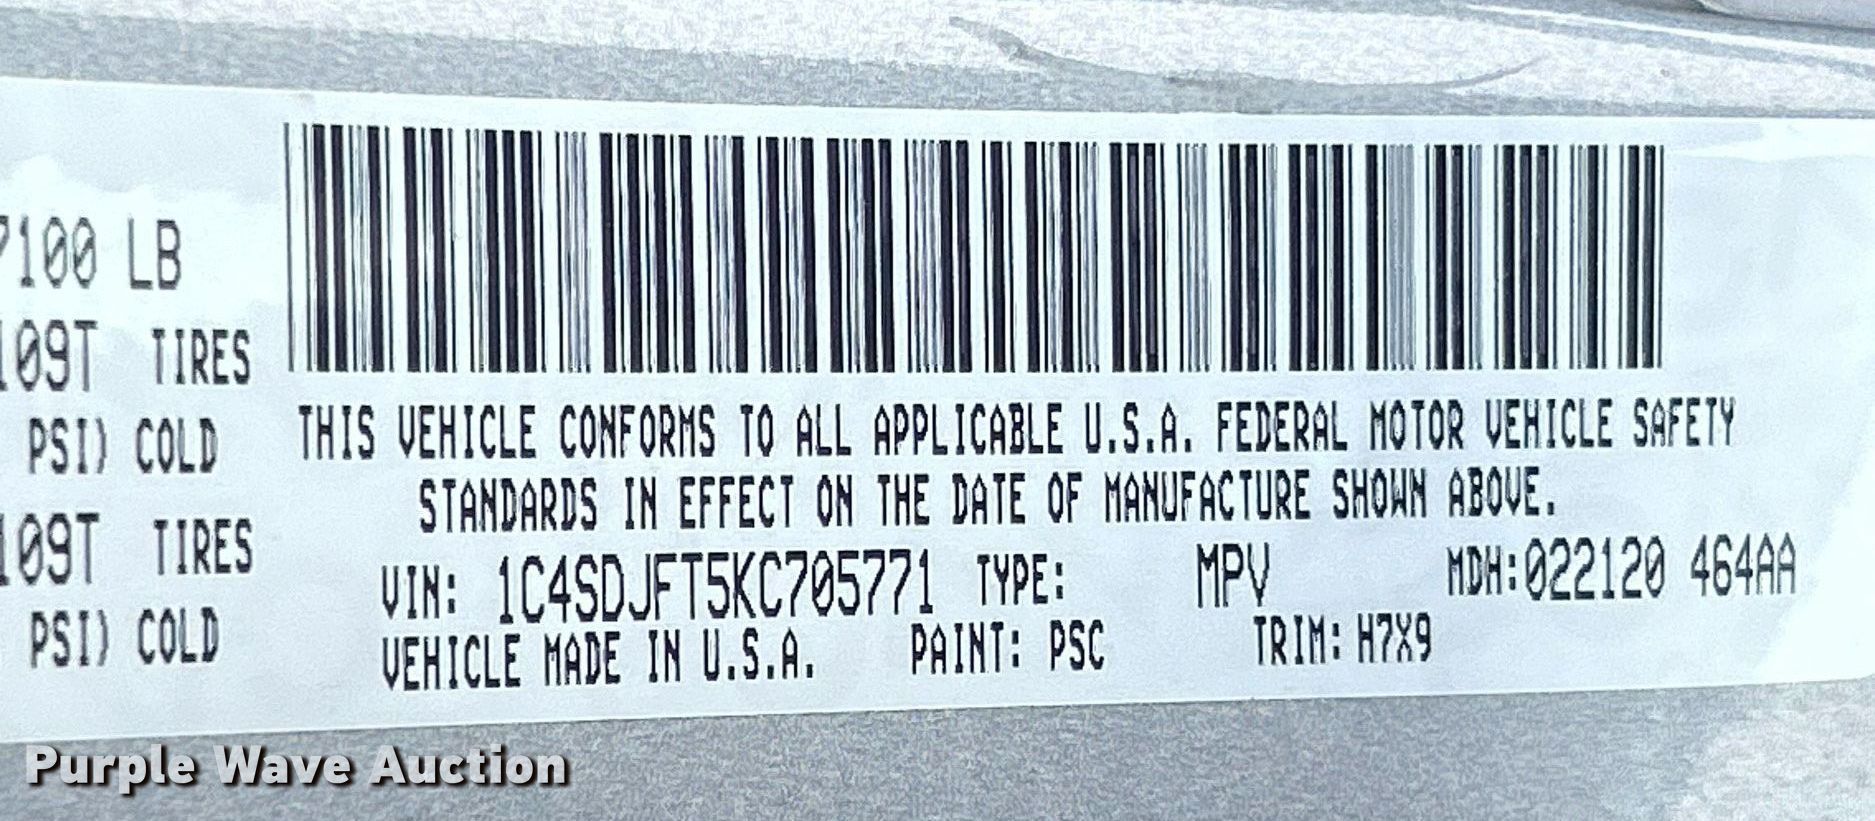 7100 LB
109T TIRES
PSI) COLD
109T TIRES
PSI) COLD
THIS VEHICLE CONFORMS TO ALL APPLICABLE U.S.A. FEDERAL MOTOR VEHICLE SAFETY
STANDARDS IN EFFECT ON THE DATE OF MANUFACTURE SHOWN ABOVE.
VIN: 1C4SDJFT5KC705771 TYPE: MPV MDH:022120 464AA
VEHICLE MADE IN U.S.A. PAINT: PSC TRIM: H7X9
Purple Wave Auction